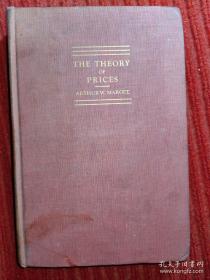 THE THEORY
OF
PRICES
ARTHUR W. MARGET
孔夫子旧书网